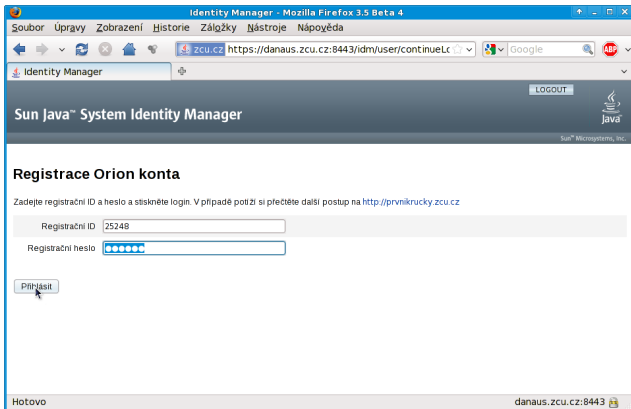 Identity Manager - Mozilla Firefox 3.5 Beta 4
Soubor Úpravy Zobrazení Historie Záložky Nástroje Nápověda
zcu.cz https://danaus.zcu.cz:8443/idm/user/continueLo Google ABP
Identity Manager
LOGOUT
Sun Java™ System Identity Manager
Java
Sun™ Microsystems, Inc.
Registrace Orion konta
Zadejte registrační ID a heslo a stiskněte login. V případě potíží si přečtěte další postup na http://prvnikrucky.zcu.cz
Registrační ID 25248
Registrační heslo
Přihlásit
Hotovo danaus.zcu.cz:8443